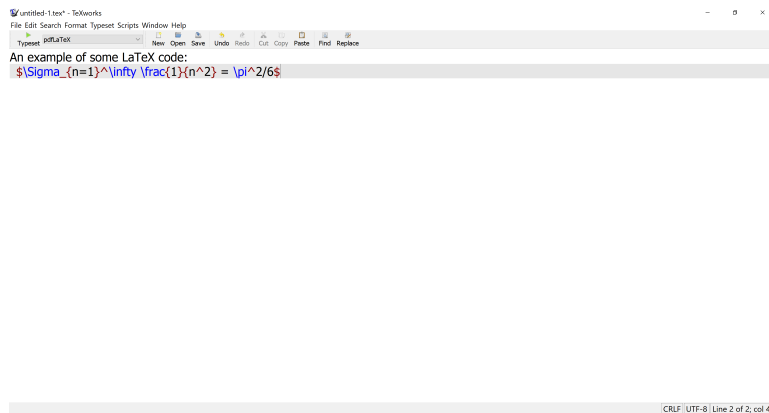 untitled-1.tex* - TeXworks
File Edit Search Format Typeset Scripts Window Help
Typeset pdfLaTeX New Open Save Undo Redo Cut Copy Paste Find Replace
An example of some LaTeX code:
$\Sigma_{n=1}^\infty \frac{1}{n^2} = \pi^2/6$
CRLF UTF-8 Line 2 of 2; col 4